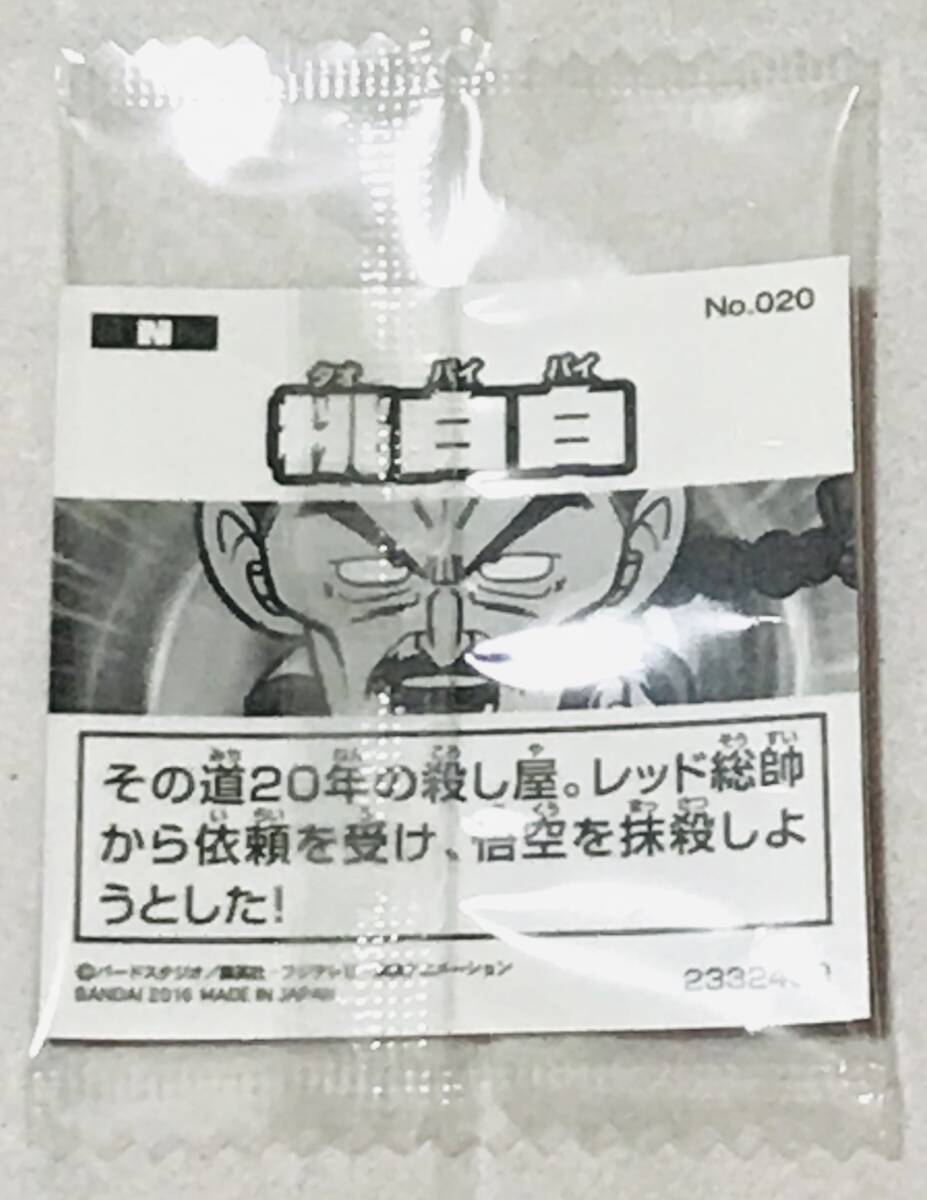 N
No.020
タオ パイ パイ
桃白白
その道20年の殺し屋。レッド総帥
から依頼を受け、悟空を抹殺しよ
うとした!
©バードスタジオ/集英社・フジテレビ・アニメーション
BANDAI 2016 MADE IN JAPAN